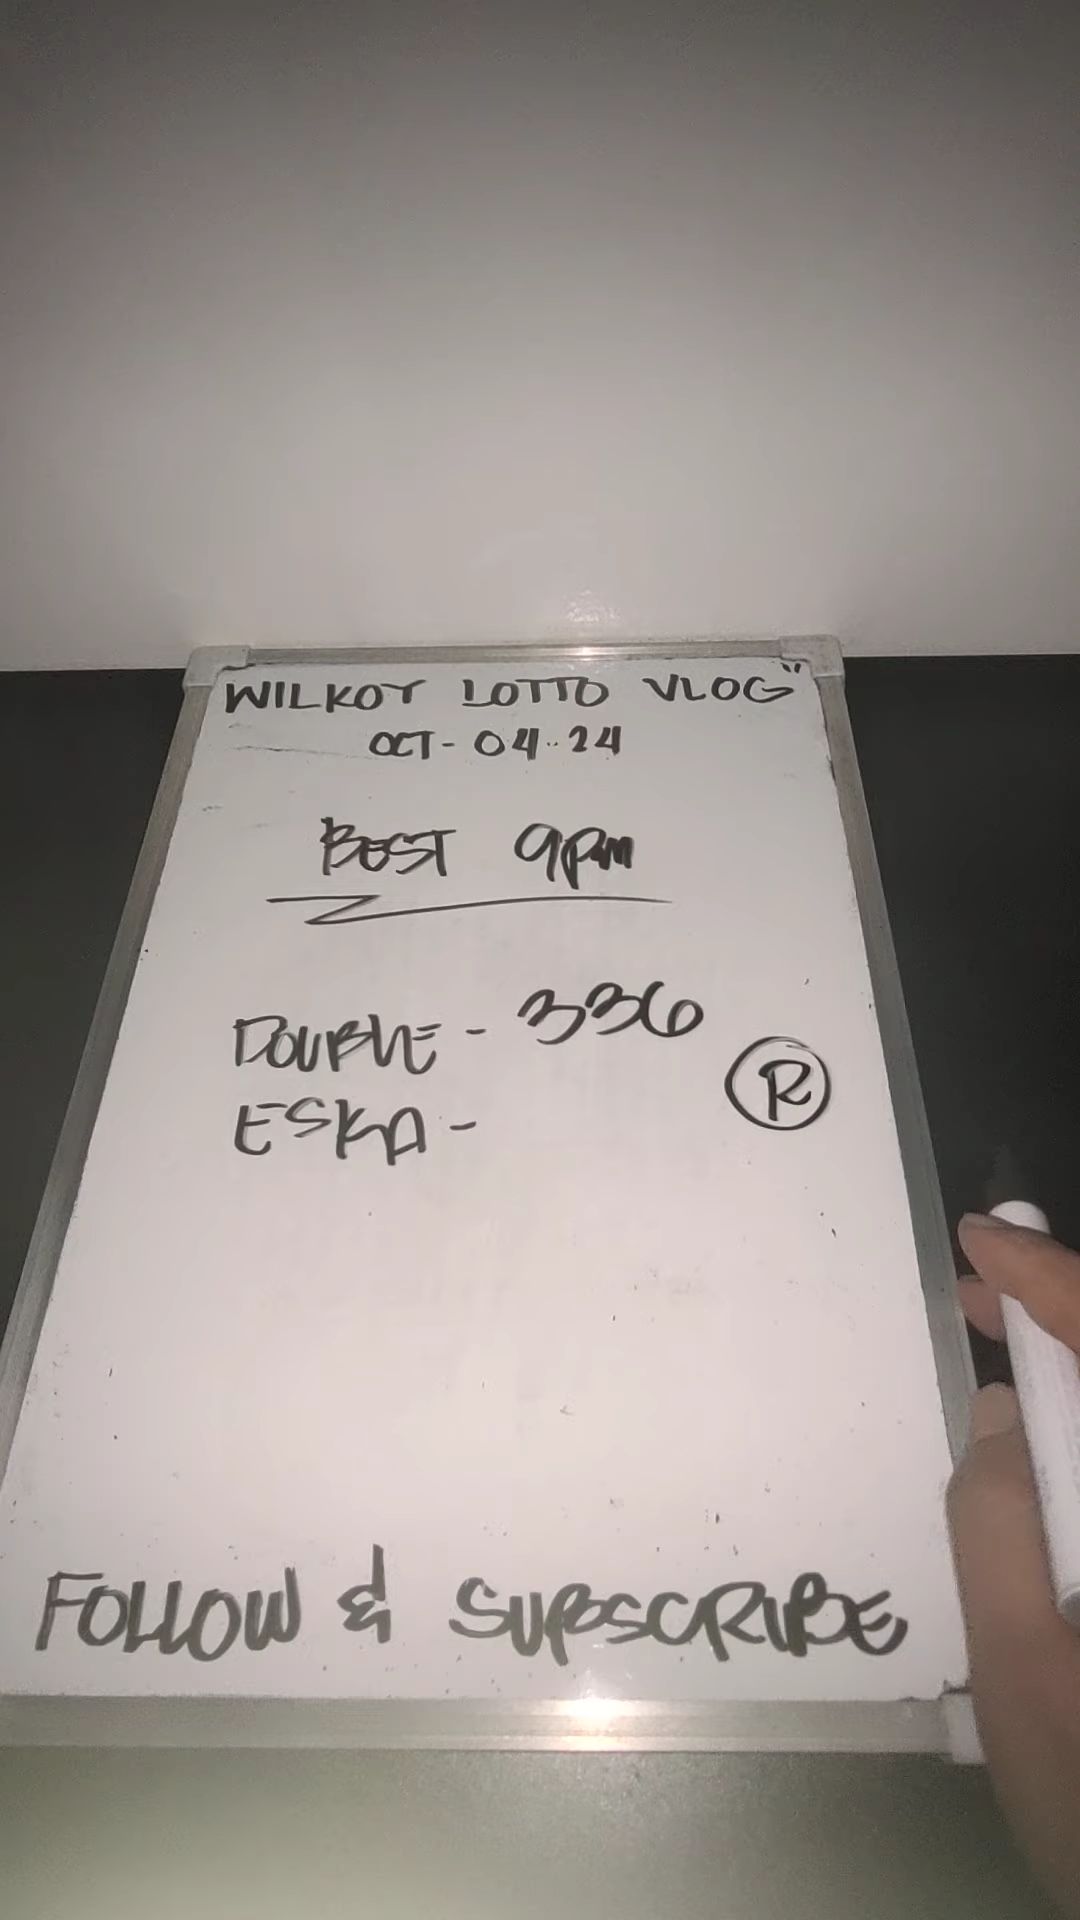 WILKOY LOTTO VLOG"
OCT- 04-24
BEST 9PM
DOUBLE - 336
R
ESKA -
FOLLOW & SUBSCRIBE